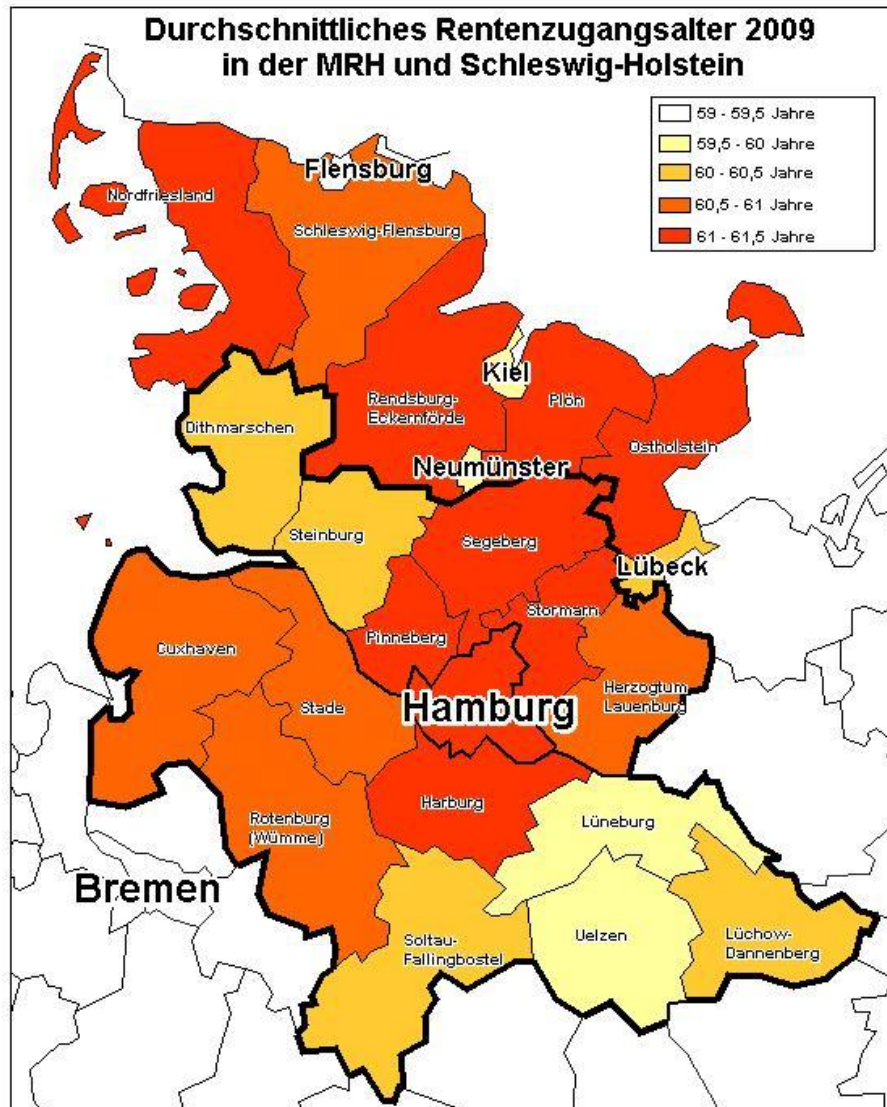 Durchschnittliches Rentenzugangsalter 2009
in der MRH und Schleswig-Holstein
59 - 59,5 Jahre
59,5 - 60 Jahre
60 - 60,5 Jahre
60,5 - 61 Jahre
61 - 61,5 Jahre
Flensburg
Nordfriesland
Schleswig-Flensburg
Kiel
Rendsburg-
Eckernförde
Plön
Dithmarschen
Ostholstein
Neumünster
Steinburg
Segeberg
Lübeck
Stormarn
Pinneberg
Cuxhaven
Herzogtum
Lauenburg
Stade
Hamburg
Harburg
Rotenburg
(Wümme)
Lüneburg
Bremen
Soltau-
Fallingbostel
Uelzen
Lüchow-
Dannenberg